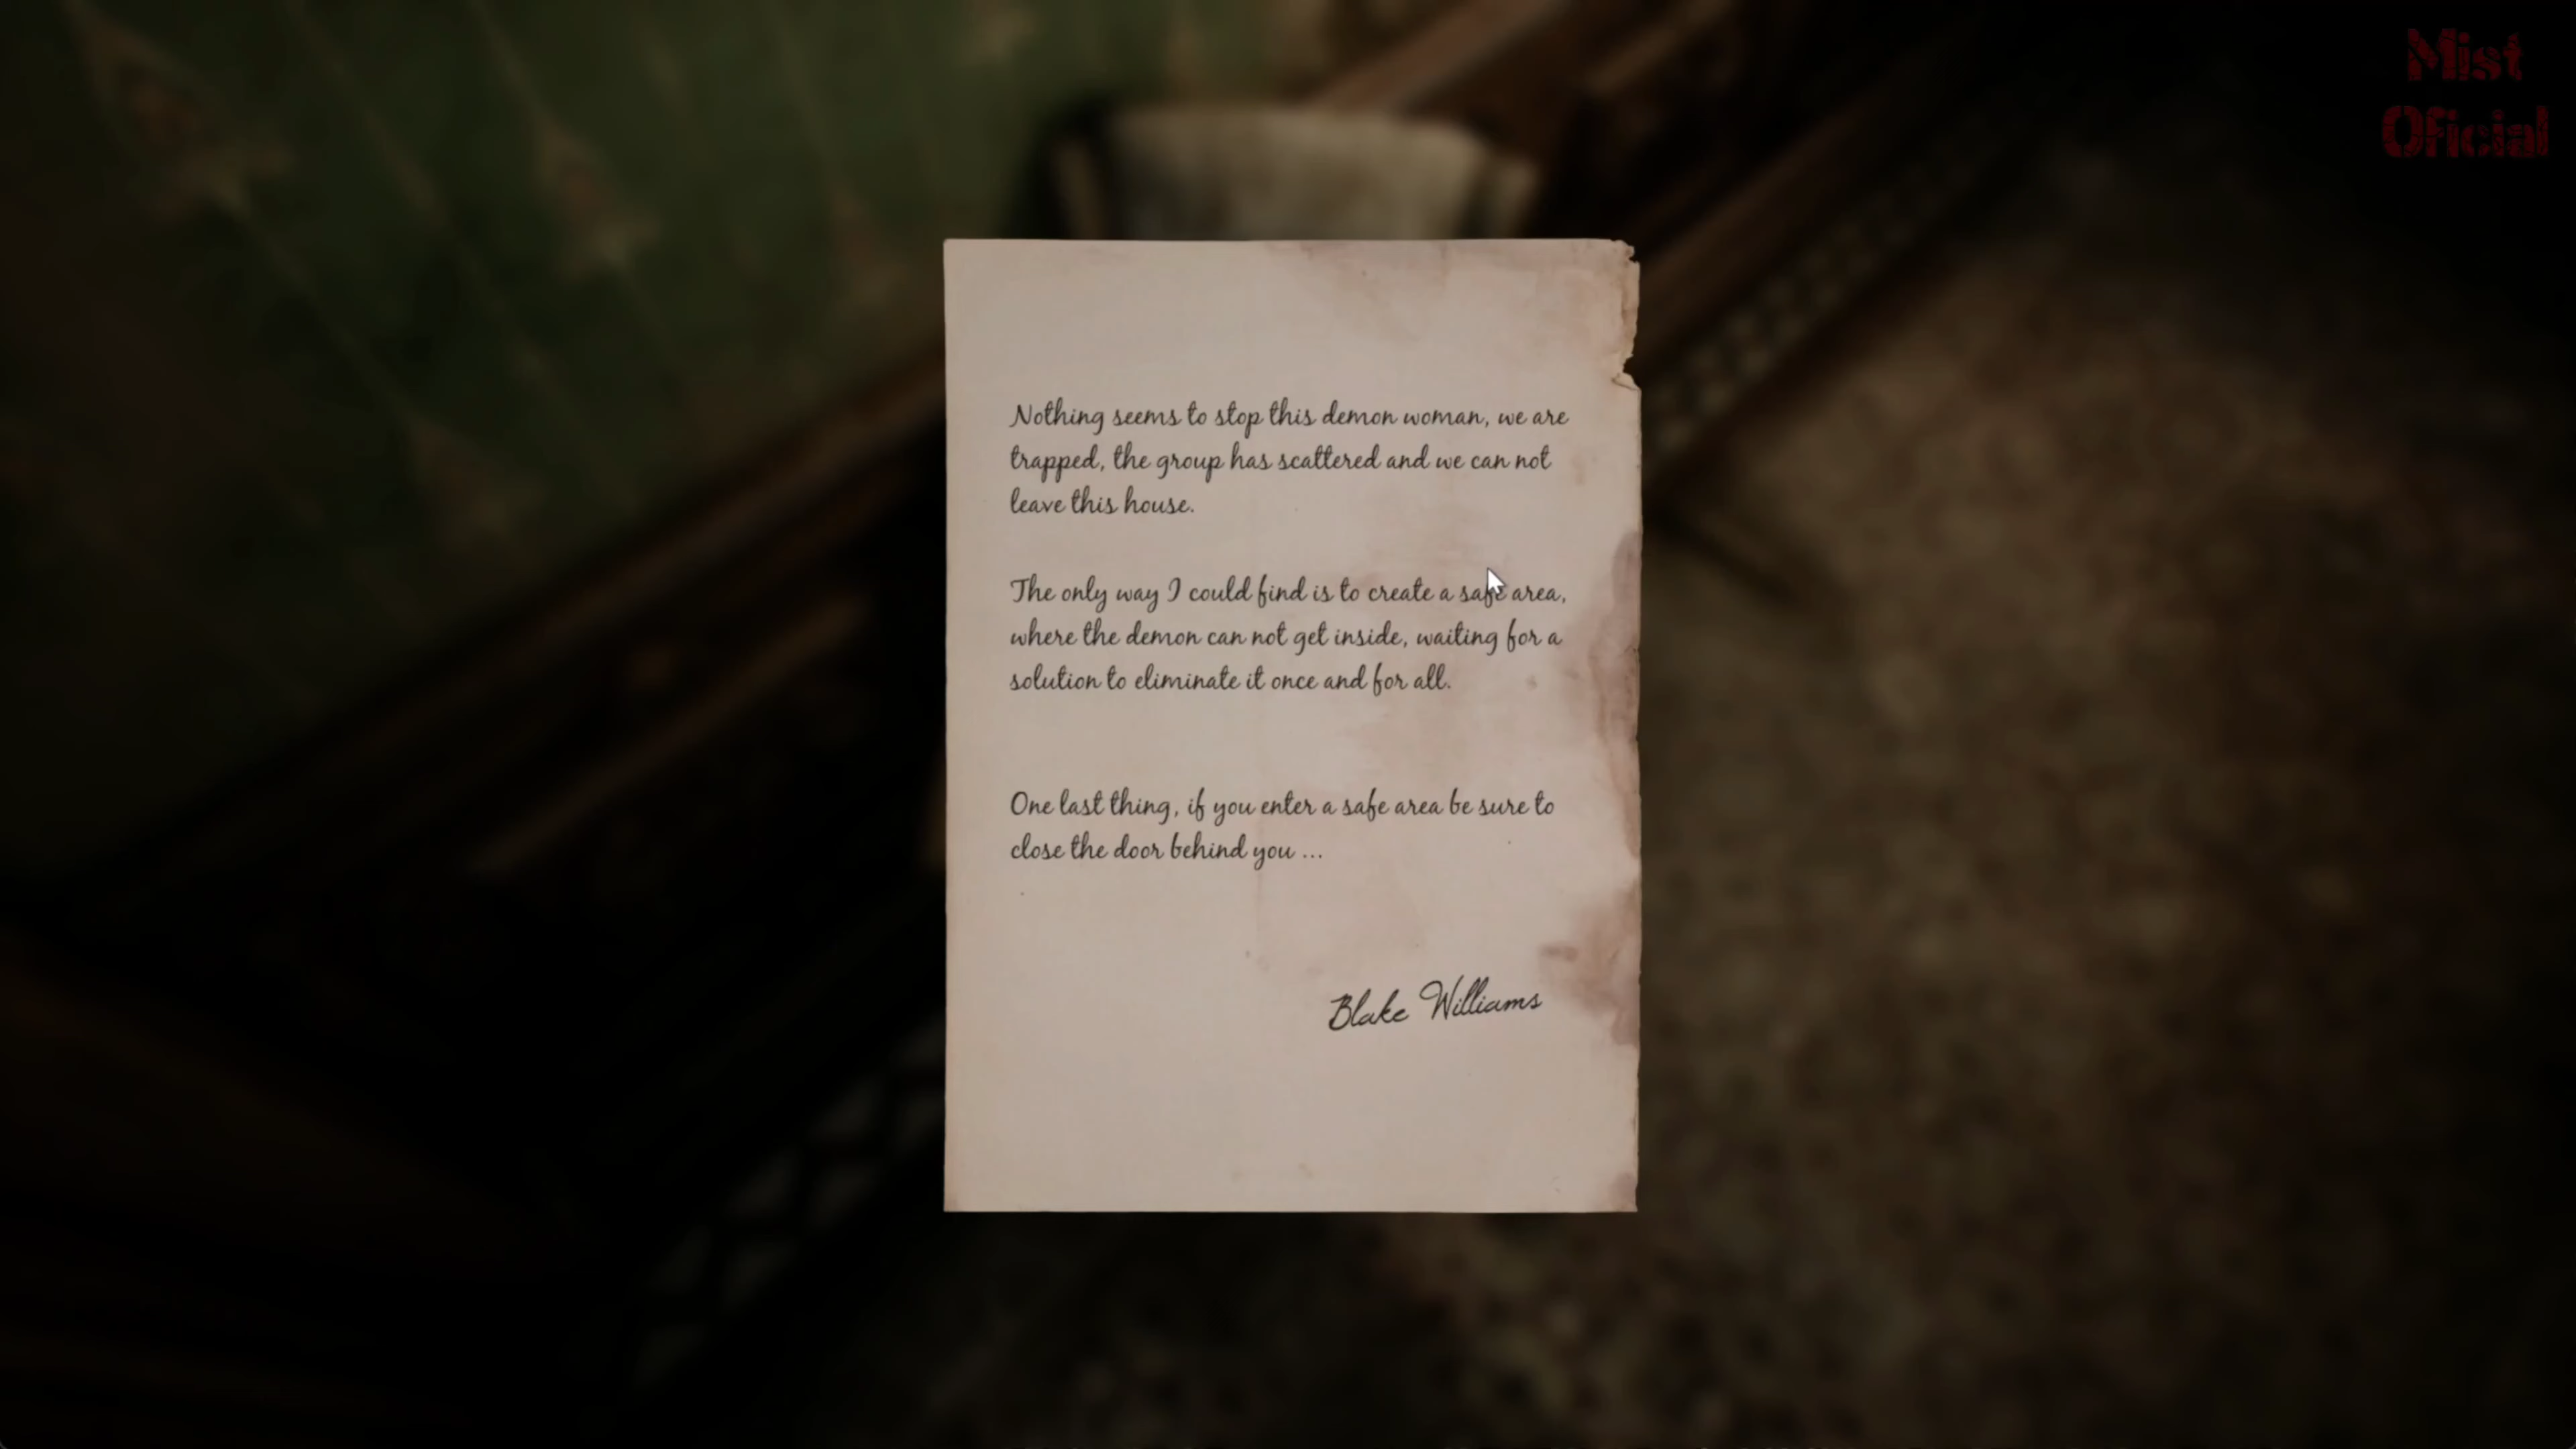 Mist
Oficial
Nothing seems to stop this demon woman, we are
trapped, the group has scattered and we can not
leave this house.
The only way I could find is to create a safe area,
where the demon can not get inside, waiting for a
solution to eliminate it once and for all.
One last thing, if you enter a safe area be sure to
close the door behind you ...
Blake Williams